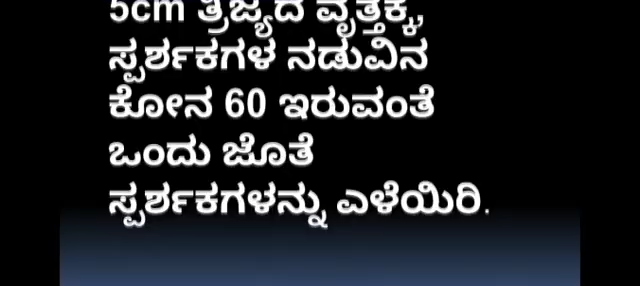 5cm ತ್ರಿಜ್ಯದ ವೃತ್ತಕ್ಕೆ,
ಸ್ಪರ್ಶಕಗಳ ನಡುವಿನ
ಕೋನ 60 ಇರುವಂತೆ
ಒಂದು ಜೊತೆ
ಸ್ಪರ್ಶಕಗಳನ್ನು ಎಳೆಯಿರಿ.